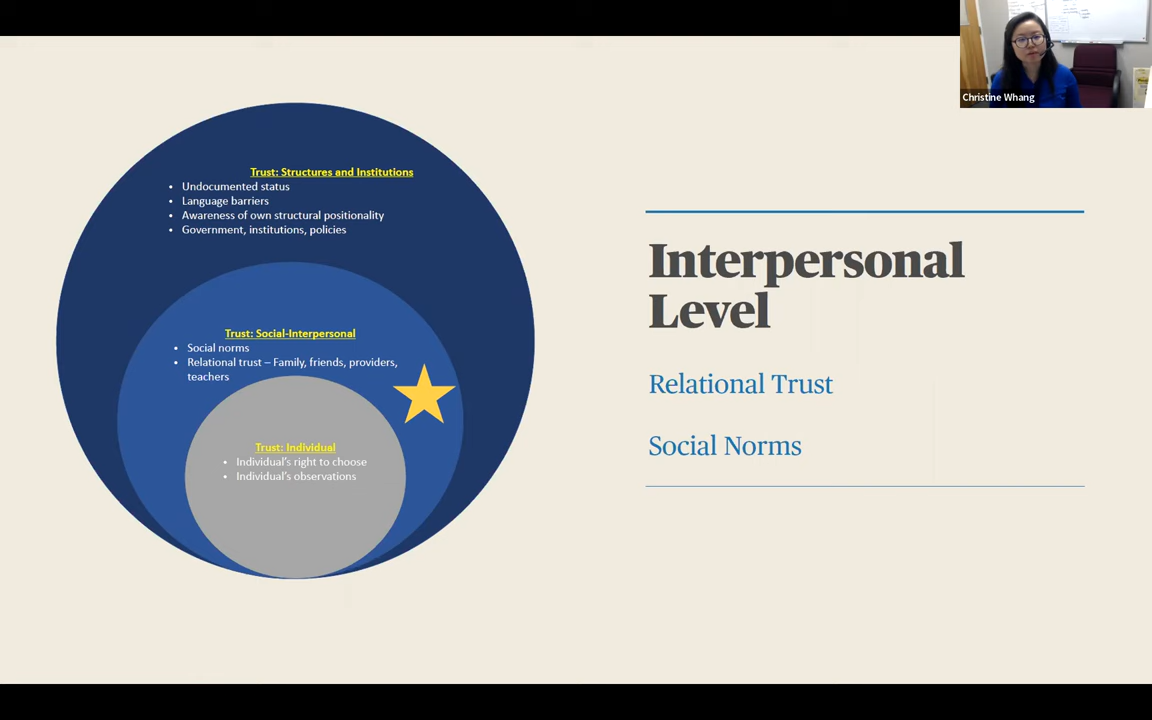 Christine Whang
Trust: Structures and Institutions
• Undocumented status
• Language barriers
• Awareness of own structural positionality
• Government, institutions, policies
Trust: Social-Interpersonal
• Social norms
• Relational trust – Family, friends, providers,
teachers
Trust: Individual
• Individual's right to choose
• Individual's observations
Interpersonal
Level
Relational Trust
Social Norms